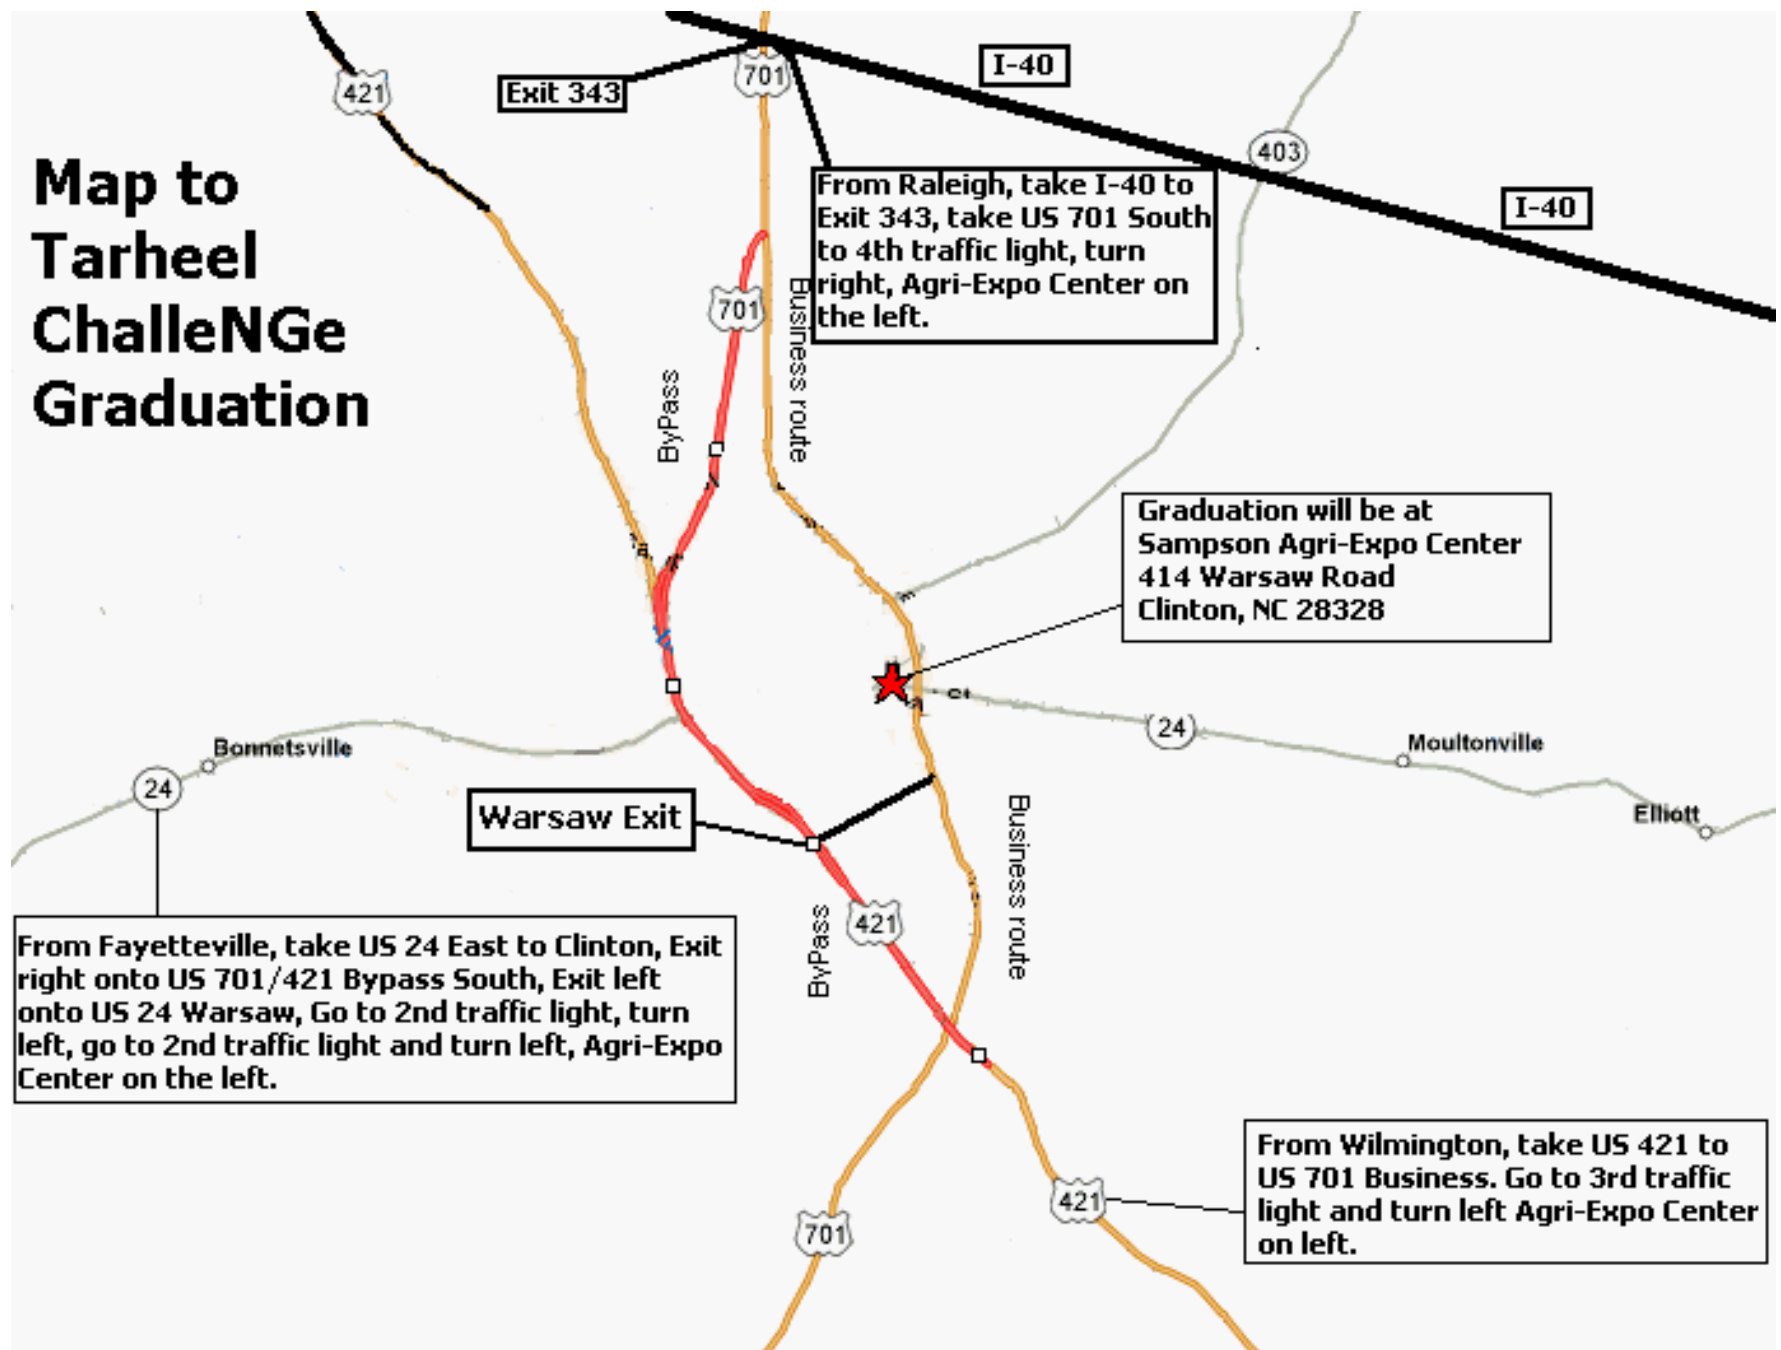 421
701
Exit 343
I-40
403
I-40
Map to
Tarheel
ChalleNGe
Graduation
From Raleigh, take I-40 to
Exit 343, take US 701 South
to 4th traffic light, turn
right, Agri-Expo Center on
the left.
701
Business route
ByPass
Graduation will be at
Sampson Agri-Expo Center
414 Warsaw Road
Clinton, NC 28328
24
Moultonville
Elliott
Bonnetsville
24
Warsaw Exit
Business route
ByPass
421
From Fayetteville, take US 24 East to Clinton, Exit
right onto US 701/421 Bypass South, Exit left
onto US 24 Warsaw, Go to 2nd traffic light, turn
left, go to 2nd traffic light and turn left, Agri-Expo
Center on the left.
From Wilmington, take US 421 to
US 701 Business. Go to 3rd traffic
light and turn left Agri-Expo Center
on left.
421
701